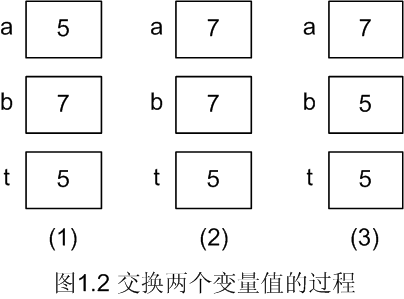 a 5 a 7 a 7
b 7 b 7 b 5
t 5 t 5 t 5
(1) (2) (3)
图1.2 交换两个变量值的过程